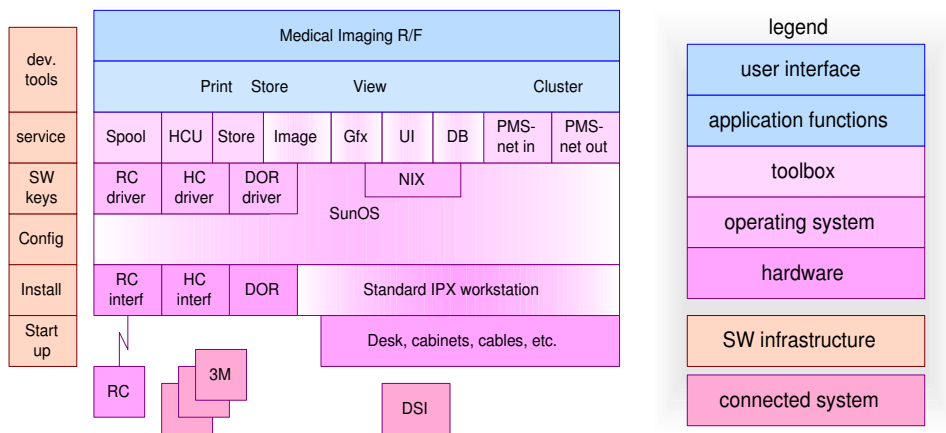 dev.
tools
service
SW
keys
Config
Install
Start
up
Medical Imaging R/F
Print Store View Cluster
Spool HCU Store Image Gfx UI DB PMS-
net in PMS-
net out
RC
driver
HC
driver
DOR
driver
NIX
SunOS
RC
interf
HC
interf
DOR
Standard IPX workstation
Desk, cabinets, cables, etc.
RC
3M
DSI
legend
user interface
application functions
toolbox
operating system
hardware
SW infrastructure
connected system